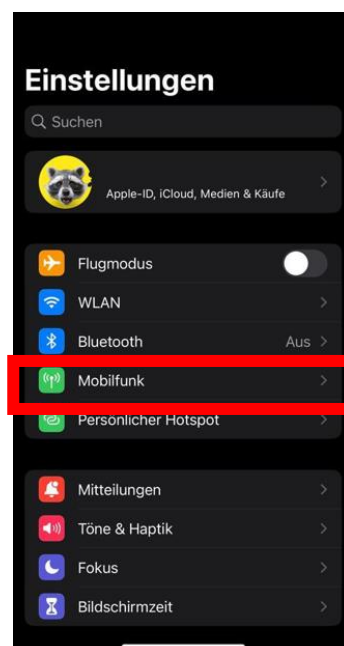 Einstellungen
Suchen
Apple-ID, iCloud, Medien & Käufe
Flugmodus
WLAN
Bluetooth Aus
Mobilfunk
Persönlicher Hotspot
Mitteilungen
Töne & Haptik
Fokus
Bildschirmzeit